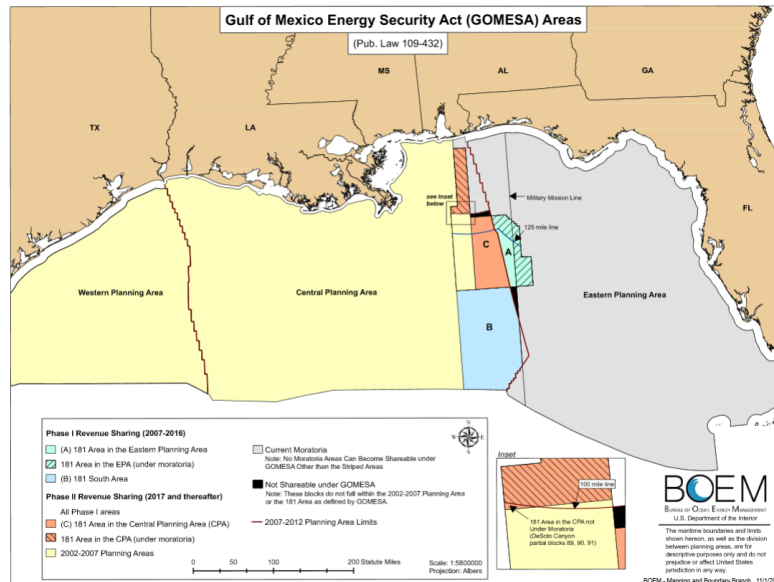 Gulf of Mexico Energy Security Act (GOMESA) Areas
(Pub. Law 109-432)
MS
AL
GA
TX
LA
FL
see Inset
below
Military Mission Line
125 mile line
C
A
B
Western Planning Area
Central Planning Area
Eastern Planning Area
Phase I Revenue Sharing (2007-2016)
(A) 181 Area in the Eastern Planning Area
181 Area in the EPA (under moratoria)
(B) 181 South Area
Phase II Revenue Sharing (2017 and thereafter)
All Phase I areas
(C) 181 Area in the Central Planning Area (CPA)
181 Area in the CPA (under moratoria)
2002-2007 Planning Areas
Current Moratoria
Note: No Moratoria Areas Can Become Shareable under
GOMESA Other than the Striped Areas
Not Shareable under GOMESA
Note: These blocks do not fall within the 2002-2007 Planning Area
or the 181 Area as defined by GOMESA.
2007-2012 Planning Area Limits
N
W E
S
0 50 100 200 Statute Miles
Scale: 1:5800000
Projection: Albers
Inset
100 mile line
181 Area in the CPA not
Under Moratoria
(DeSoto Canyon
partial blocks 89, 90, 91)
BOEM
Bureau of Ocean Energy Management
U.S. Department of the Interior
The maritime boundaries and limits
shown hereon, as well as the division
between planning areas, are for
descriptive purposes only and do not
prejudice or affect United States
jurisdiction in any way.
BOEM - Mapping and Boundary Branch